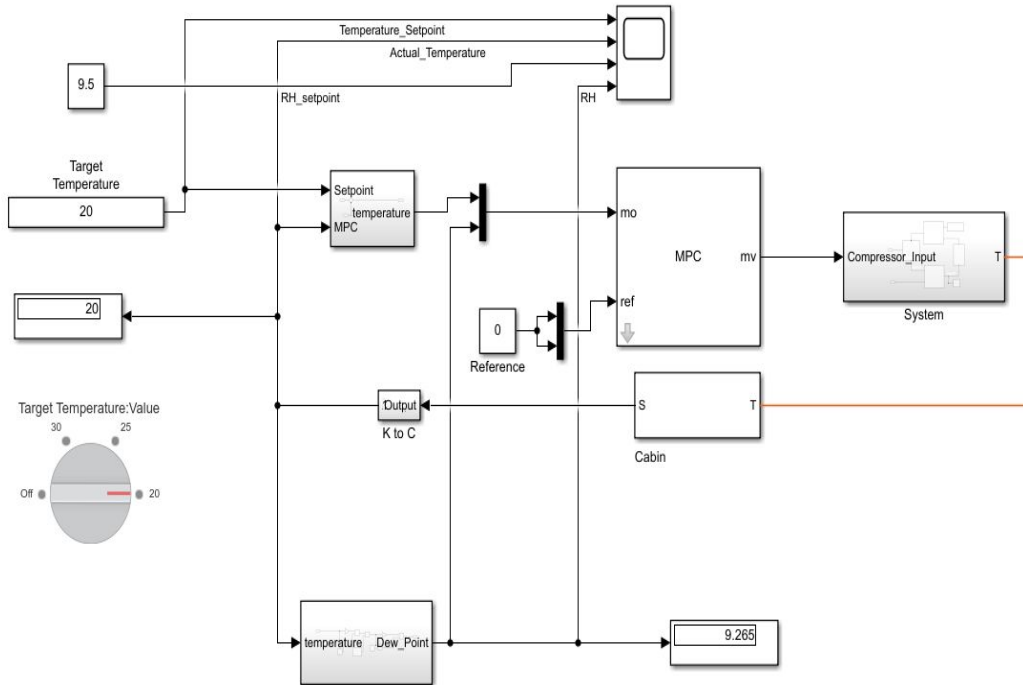 Temperature_Setpoint
Actual_Temperature
9.5
RH_setpoint
RH
Target
Temperature
20
Setpoint
temperature
MPC
mo
MPC
mv
ref
Compressor_Input
T
System
20
0
Reference
Output
K to C
S
T
Cabin
Target Temperature:Value
30
25
Off
20
temperature
Dew_Point
9.265